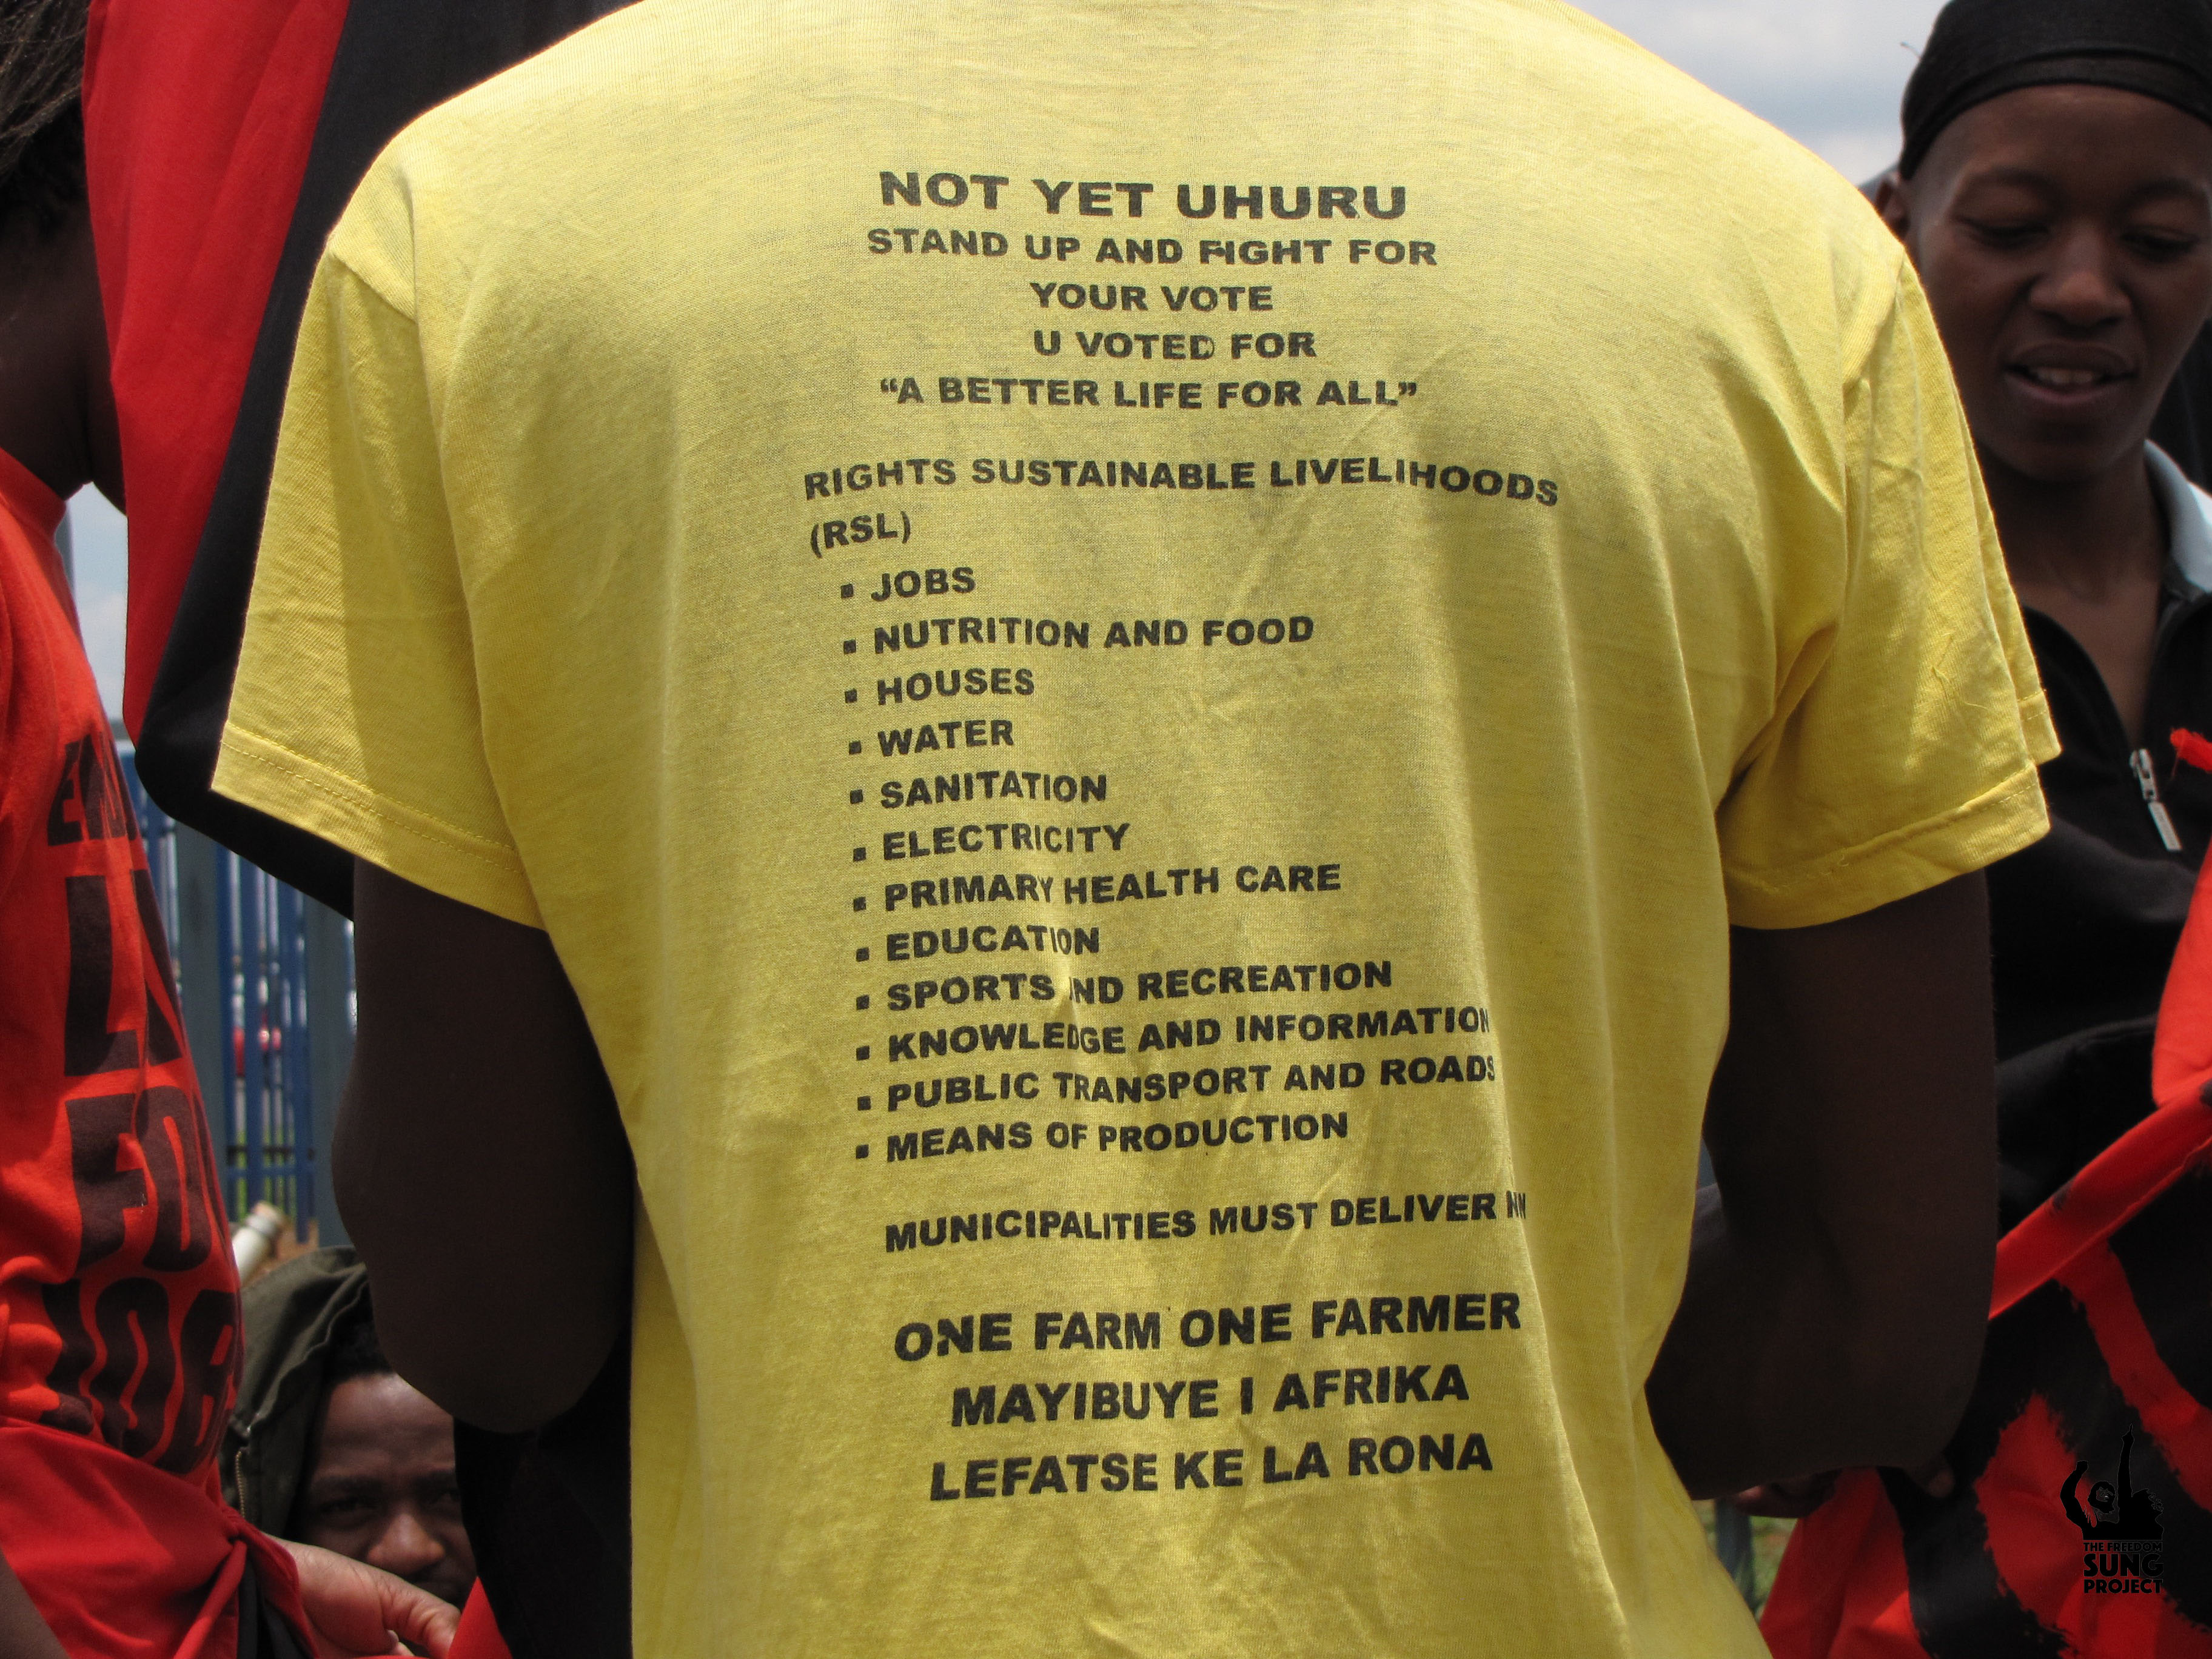 NOT YET UHURU
STAND UP AND FIGHT FOR
YOUR VOTE
U VOTED FOR
“A BETTER LIFE FOR ALL”
RIGHTS SUSTAINABLE LIVELIHOODS
(RSL)
▪ JOBS
▪ NUTRITION AND FOOD
▪ HOUSES
▪ WATER
▪ SANITATION
▪ ELECTRICITY
▪ PRIMARY HEALTH CARE
▪ EDUCATION
▪ SPORTS ND RECREATION
▪ KNOWLEDGE AND INFORMATION
▪ PUBLIC TRANSPORT AND ROADS
▪ MEANS OF PRODUCTION
MUNICIPALITIES MUST DELIVER
ONE FARM ONE FARMER
MAYIBUYE I AFRIKA
LEFATSE KE LA RONA
THE FREEDOM
SUNG
PROJECT